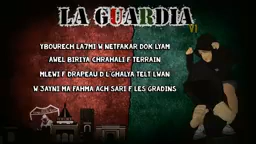 LA GUARDIA
V1
YBOURECH LA7MI W NETFAKAR DOK LYAM
AWEL BIRIYA CHRAHALI F TERRAIN
MLEWI F DRAPEAU D L'GHALYA TELT LWAN
W JAYNI MA FAHMA ACH SARI F LES GRADINS